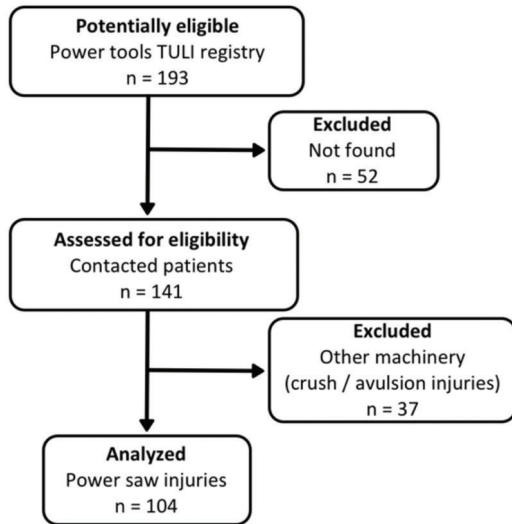 Potentially eligible
Power tools TULI registry
n = 193
Excluded
Not found
n = 52
Assessed for eligibility
Contacted patients
n = 141
Excluded
Other machinery
(crush / avulsion injuries)
n = 37
Analyzed
Power saw injuries
n = 104